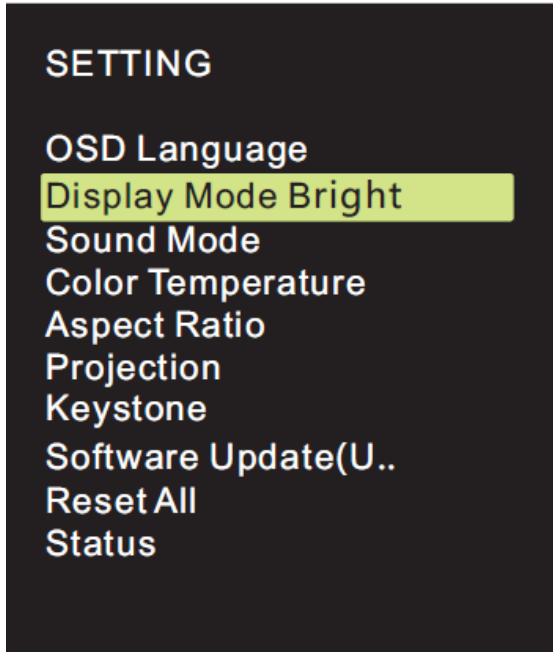 SETTING
OSD Language
Display Mode Bright
Sound Mode
Color Temperature
Aspect Ratio
Projection
Keystone
Software Update(U..
Reset All
Status